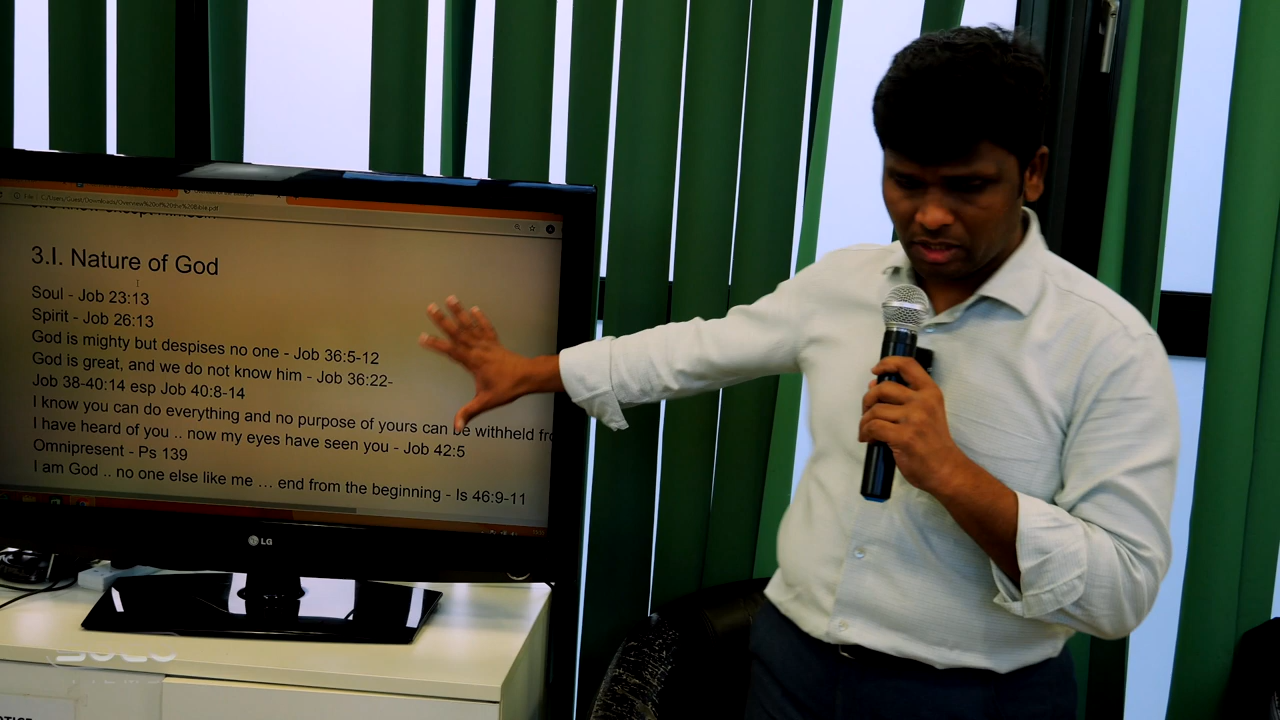 3.I. Nature of God
Soul - Job 23:13
Spirit - Job 26:13
God is mighty but despises no one - Job 36:5-12
God is great, and we do not know him - Job 36:22-
Job 38-40:14 esp Job 40:8-14
I know you can do everything and no purpose of yours can be withheld
I have heard of you .. now my eyes have seen you - Job 42:5
Omnipresent - Ps 139
I am God .. no one else like me … end from the beginning - Is 46:9-11
LG